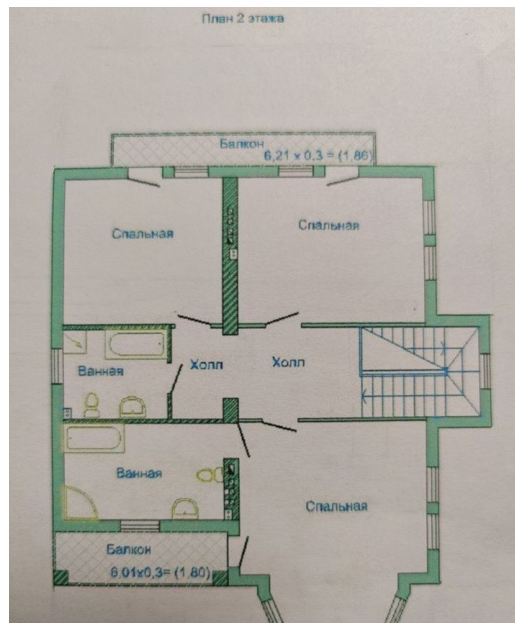 План 2 этажа
Балкон
6,21 x 0,3 = (1,86)
Спальная
Спальная
Ванная
Холл
Холл
Ванная
Спальная
Балкон
6,01x0,3= (1,80)